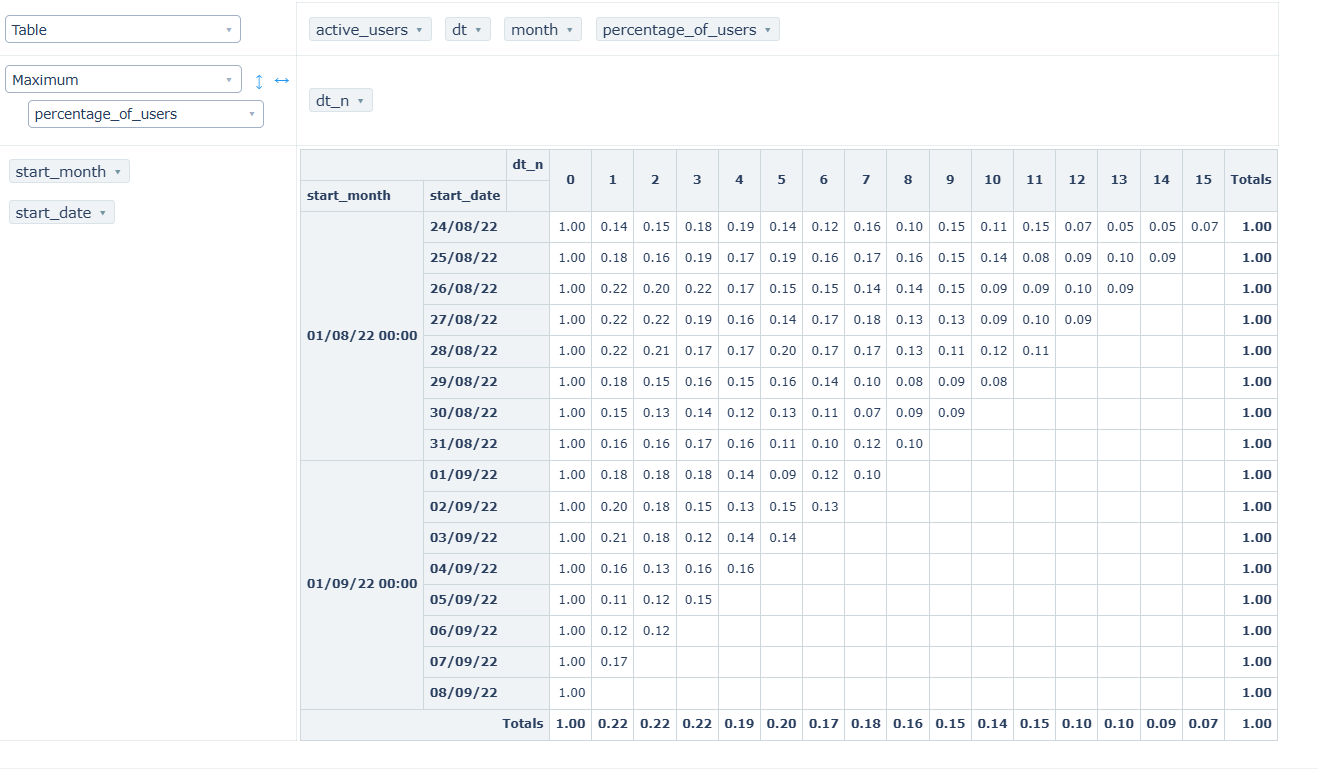 Table
active_users dt month percentage_of_users
Maximum
percentage_of_users
dt_n
start_month
start_date
dt_n 0 1 2 3 4 5 6 7 8 9 10 11 12 13 14 15 Totals
start_month start_date
01/08/22 00:00
24/08/22 1.00 0.14 0.15 0.18 0.19 0.14 0.12 0.16 0.10 0.15 0.11 0.15 0.07 0.05 0.05 0.07 1.00
25/08/22 1.00 0.18 0.16 0.19 0.17 0.19 0.16 0.17 0.16 0.15 0.14 0.08 0.09 0.10 0.09 1.00
26/08/22 1.00 0.22 0.20 0.22 0.17 0.15 0.15 0.14 0.14 0.15 0.09 0.09 0.10 0.09 1.00
27/08/22 1.00 0.22 0.22 0.19 0.16 0.14 0.17 0.18 0.13 0.13 0.09 0.10 0.09 1.00
28/08/22 1.00 0.22 0.21 0.17 0.17 0.20 0.17 0.17 0.13 0.11 0.12 0.11 1.00
29/08/22 1.00 0.18 0.15 0.16 0.15 0.16 0.14 0.10 0.08 0.09 0.08 1.00
30/08/22 1.00 0.15 0.13 0.14 0.12 0.13 0.11 0.07 0.09 0.09 1.00
31/08/22 1.00 0.16 0.16 0.17 0.16 0.11 0.10 0.12 0.10 1.00
01/09/22 00:00
01/09/22 1.00 0.18 0.18 0.18 0.14 0.09 0.12 0.10 1.00
02/09/22 1.00 0.20 0.18 0.15 0.13 0.15 0.13 1.00
03/09/22 1.00 0.21 0.18 0.12 0.14 0.14 1.00
04/09/22 1.00 0.16 0.13 0.16 0.16 1.00
05/09/22 1.00 0.11 0.12 0.15 1.00
06/09/22 1.00 0.12 0.12 1.00
07/09/22 1.00 0.17 1.00
08/09/22 1.00 1.00
Totals 1.00 0.22 0.22 0.22 0.19 0.20 0.17 0.18 0.16 0.15 0.14 0.15 0.10 0.10 0.09 0.07 1.00